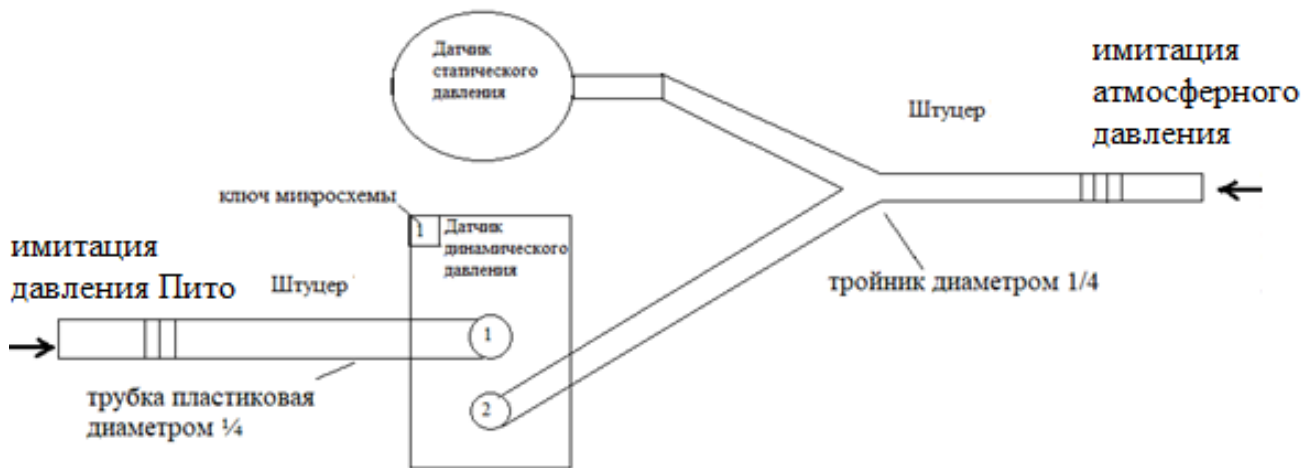 Датчик
статического
давления
имитация
атмосферного
давления
Штуцер
ключ микросхемы
1
Датчик
динамического
давления
имитация
давления Пито
Штуцер
тройник диаметром 1/4
1
трубка пластиковая
диаметром ¼
2